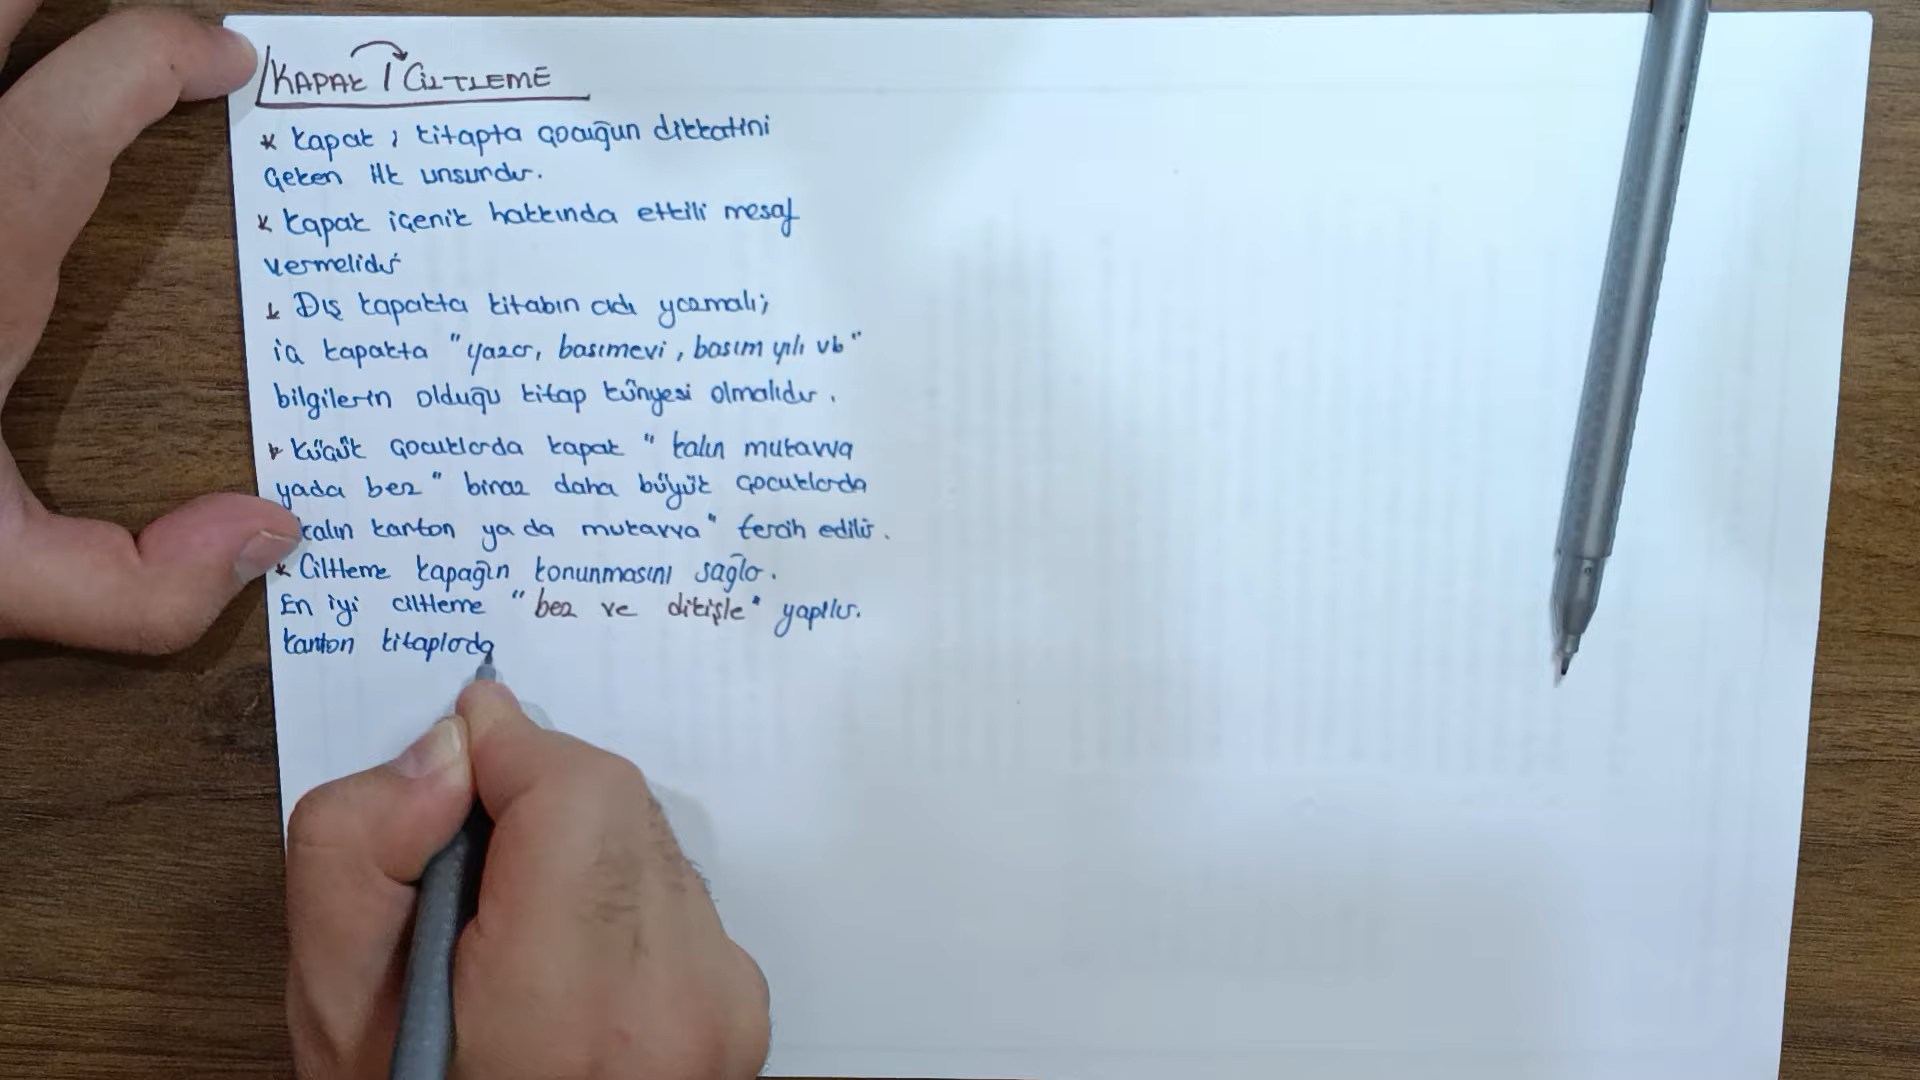 KAPAK / CİLTLEME
* Kapak, kitapta çocuğun dikkatini
çeken ilk unsurdur.
* Kapak içerik hakkında etkili mesaj
vermelidir
* Dış kapakta kitabın adı yazmalı;
iç kapakta "yazar, basımevi, basım yılı vb"
bilgilerin olduğu kitap künyesi olmalıdır.
* Küçük çocuklarda kapak "kalın mukavva
yada bez" biraz daha büyük çocuklarda
kalın karton ya da mukavva" tercih edilir.
* Ciltleme kapağın korunmasını sağlar.
En iyi ciltleme "bez ve dikişle" yapılır.
Karton kitaplarda